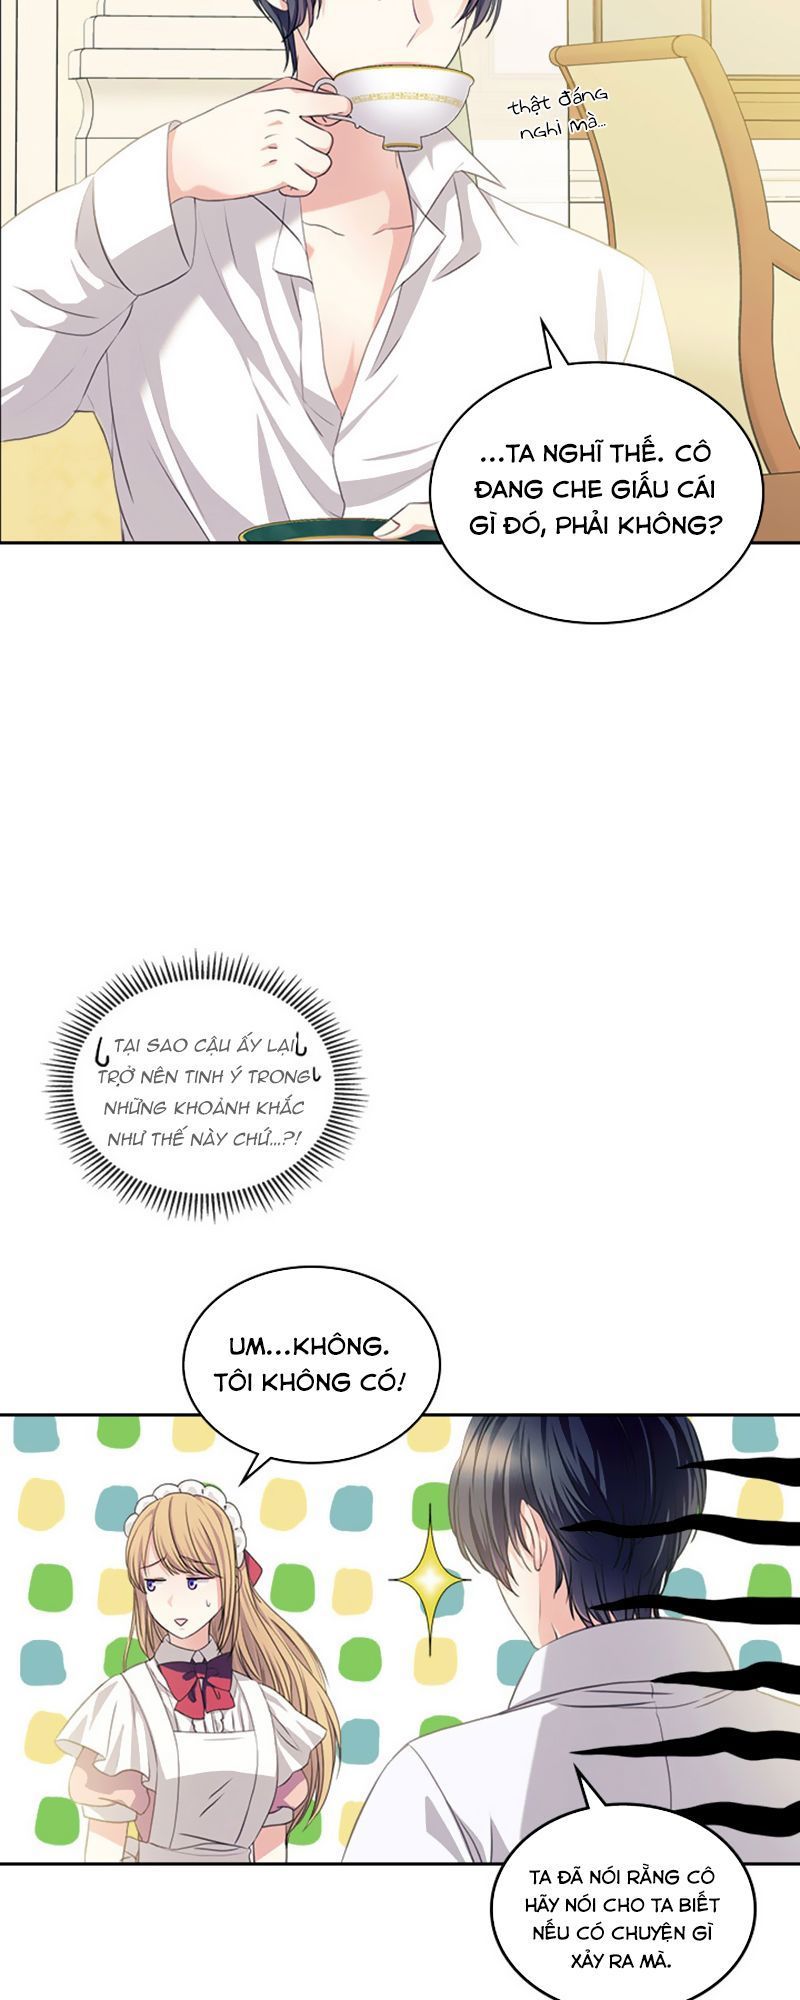 thật đáng
nghi mà...
...TA NGHĨ THẾ. CÔ
ĐANG CHE GIẤU CÁI
GÌ ĐÓ, PHẢI KHÔNG?
TẠI SAO CẬU ẤY LẠI
TRỞ NÊN TINH Ý TRONG
NHỮNG KHOẢNH KHẮC
NHƯ THẾ NÀY CHỨ...?!
UM...KHÔNG.
TÔI KHÔNG CÓ!
TA ĐÃ NÓI RẰNG CÔ
HÃY NÓI CHO TA BIẾT
NẾU CÓ CHUYỆN GÌ
XẢY RA MÀ.